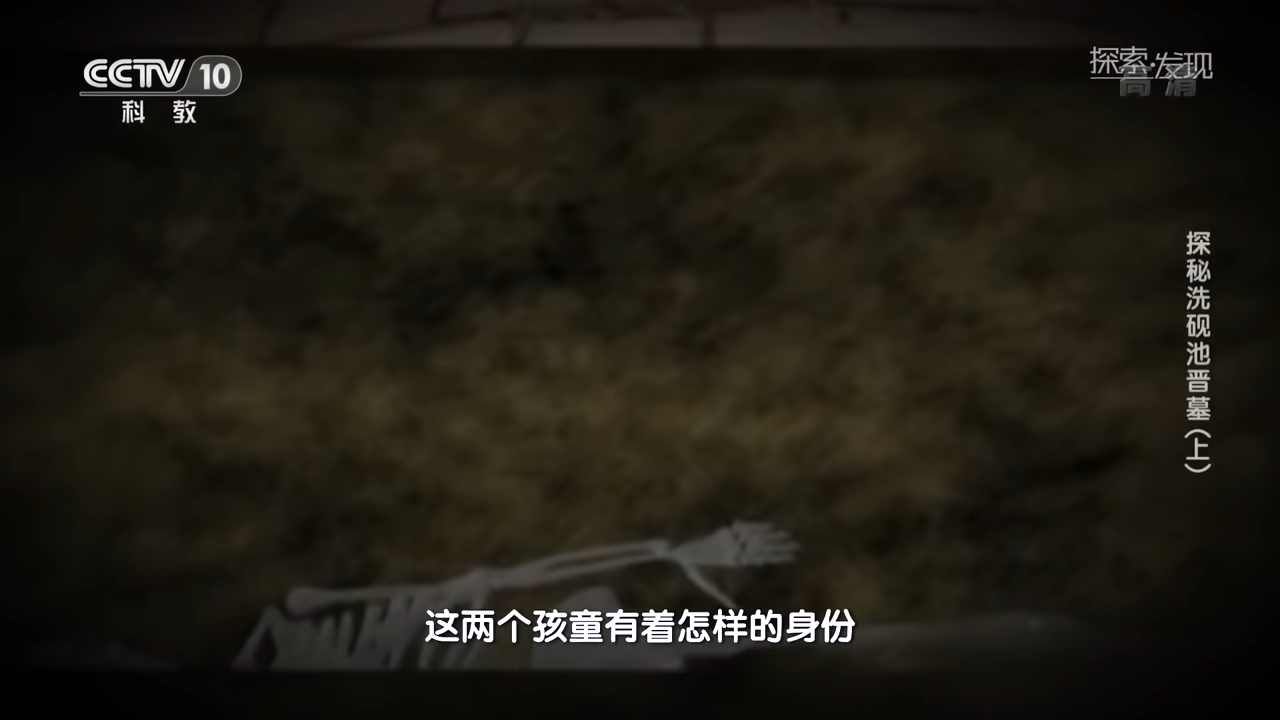 CCTV 10
科教
探索·发现
高清
探秘洗砚池晋墓(上)
这两个孩童有着怎样的身份